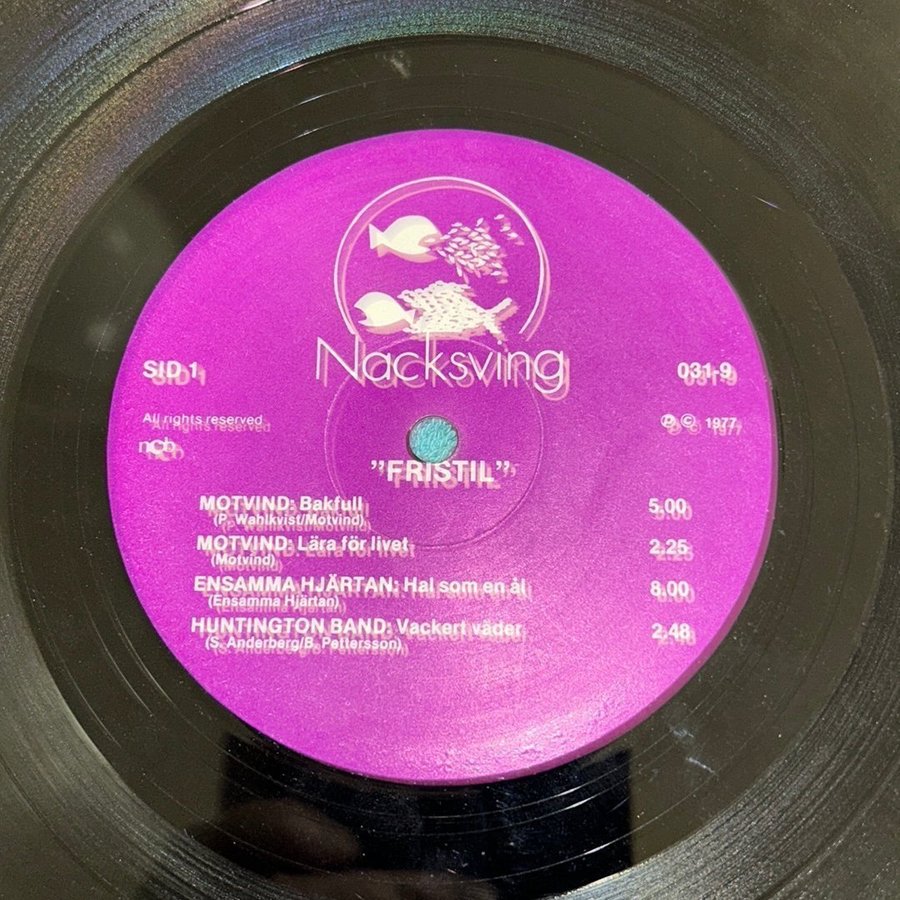 Nacksving
SID 1 031-9
All rights reserved Ⓟ © 1977
ncb
”FRISTIL”
MOTVIND: Bakfull 5.00
(P. Wahlkvist/Motvind)
MOTVIND: Lära för livet 2.25
(Motvind)
ENSAMMA HJÄRTAN: Hal som en ål 8.00
(Ensamma Hjärtan)
HUNTINGTON BAND: Vackert väder 2.48
(S. Anderberg/B. Pettersson)